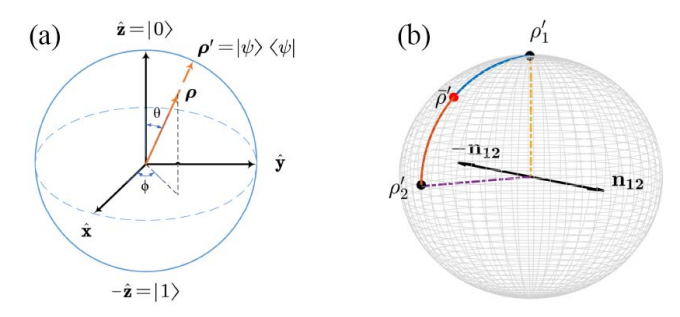 (a)
ẑ=|0⟩
ρ′=|ψ⟩ ⟨ψ|
ρ
θ
ŷ
ϕ
x̂
−ẑ=|1⟩
(b)
ρ′₁
ρ̄′
−n₁₂
n₁₂
ρ′₂